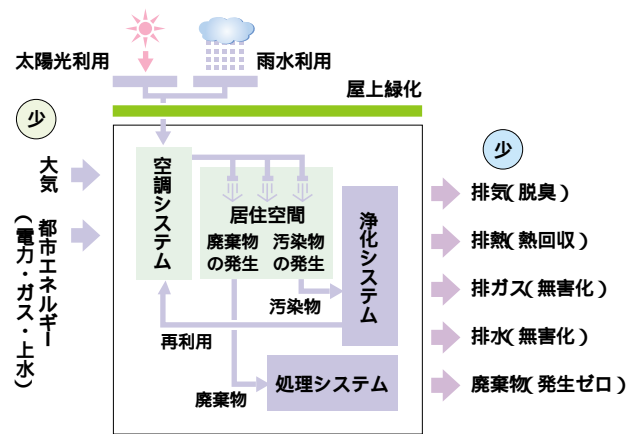 太陽光利用
雨水利用
屋上緑化
少
少
大気
都市エネルギー
(電力・ガス・上水)
空調システム
居住空間
廃棄物
の発生
汚染物
の発生
浄化システム
汚染物
再利用
廃棄物
処理システム
排気(脱臭)
排熱(熱回収)
排ガス(無害化)
排水(無害化)
廃棄物(発生ゼロ)